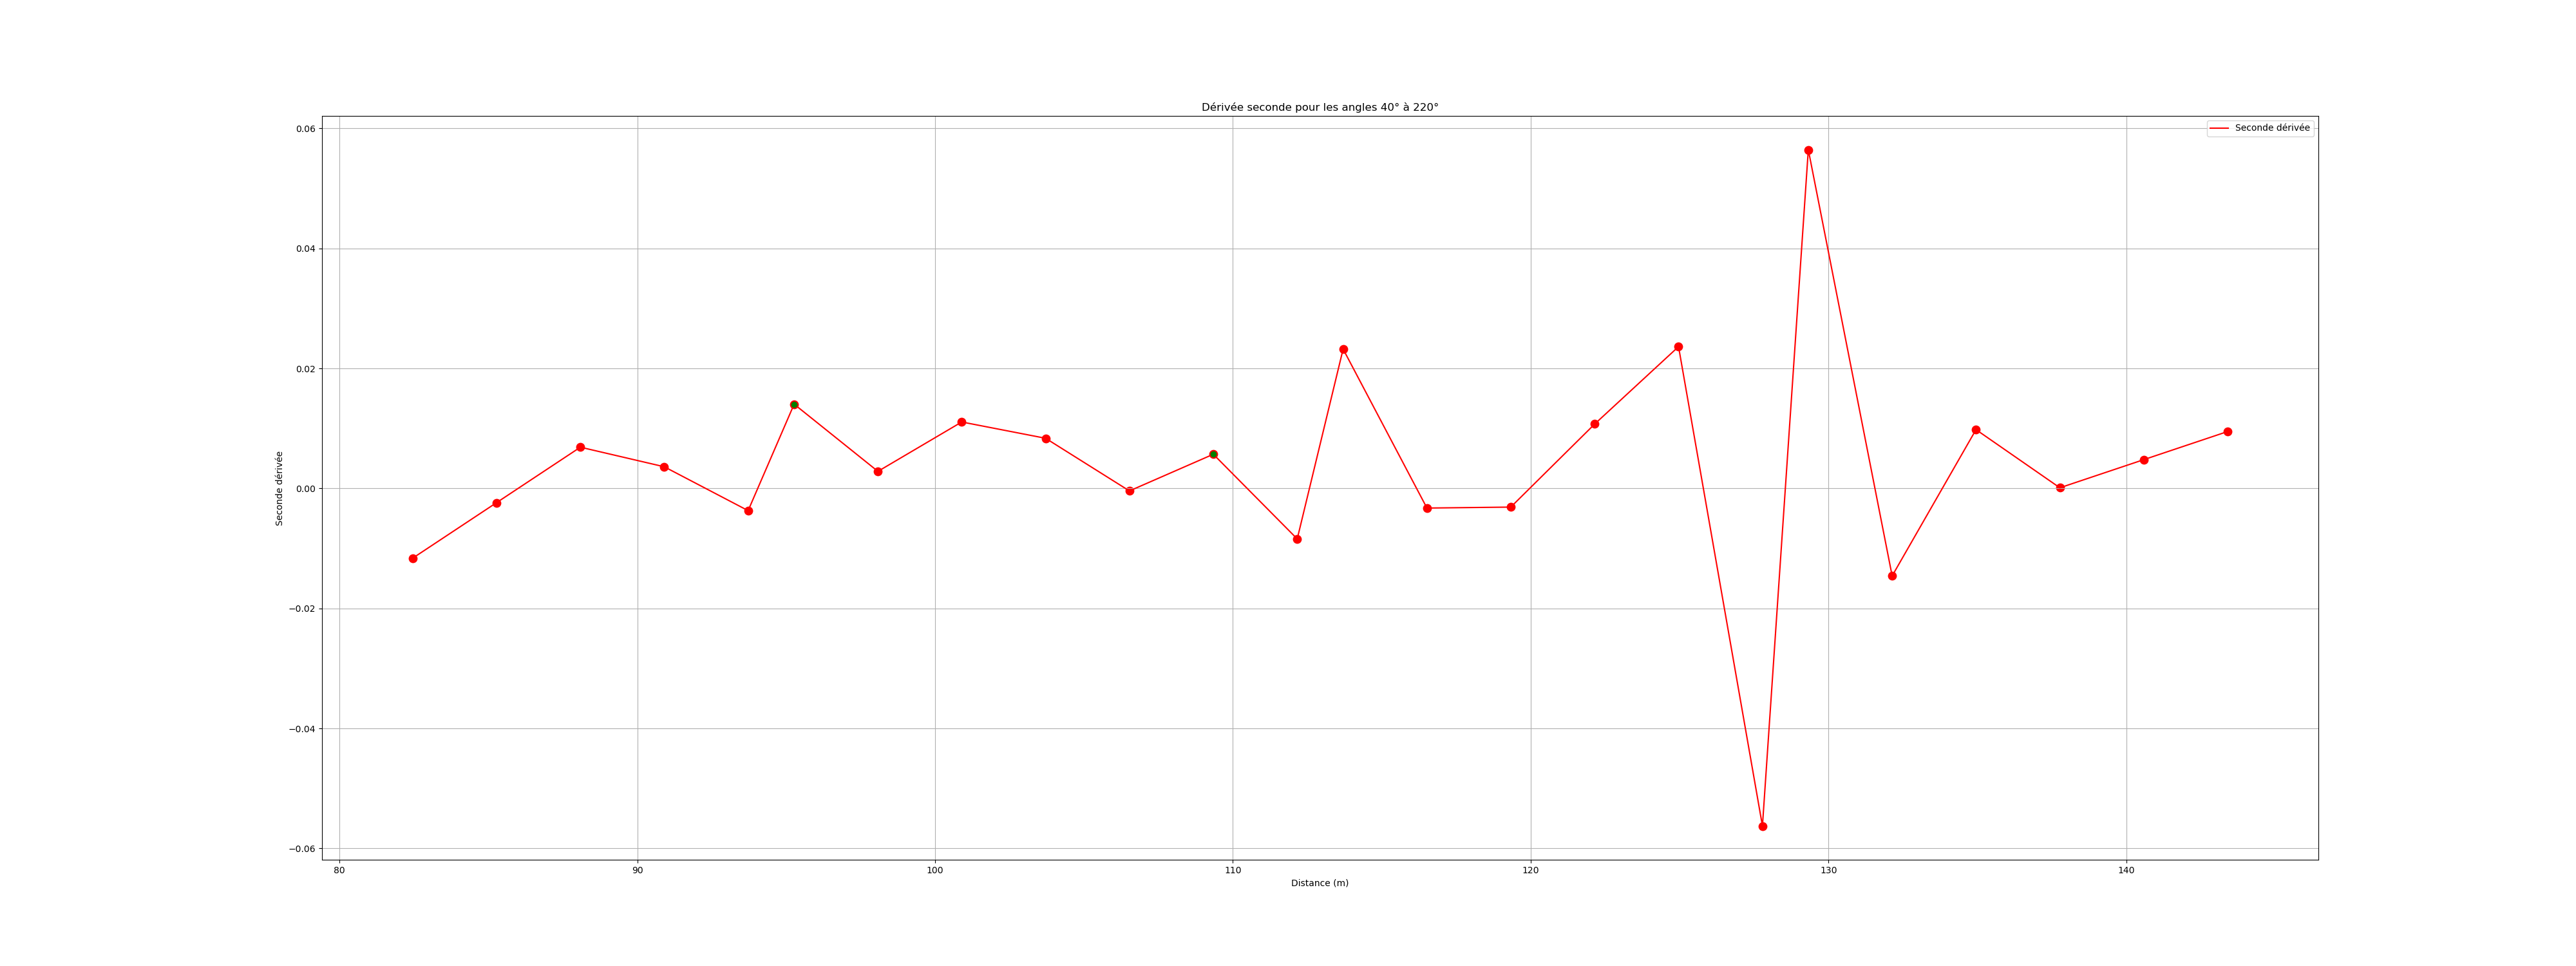 Dérivée seconde pour les angles 40° à 220°
Seconde dérivée
0.06
0.04
0.02
0.00
−0.02
−0.04
−0.06
Seconde dérivée
80 90 100 110 120 130 140
Distance (m)